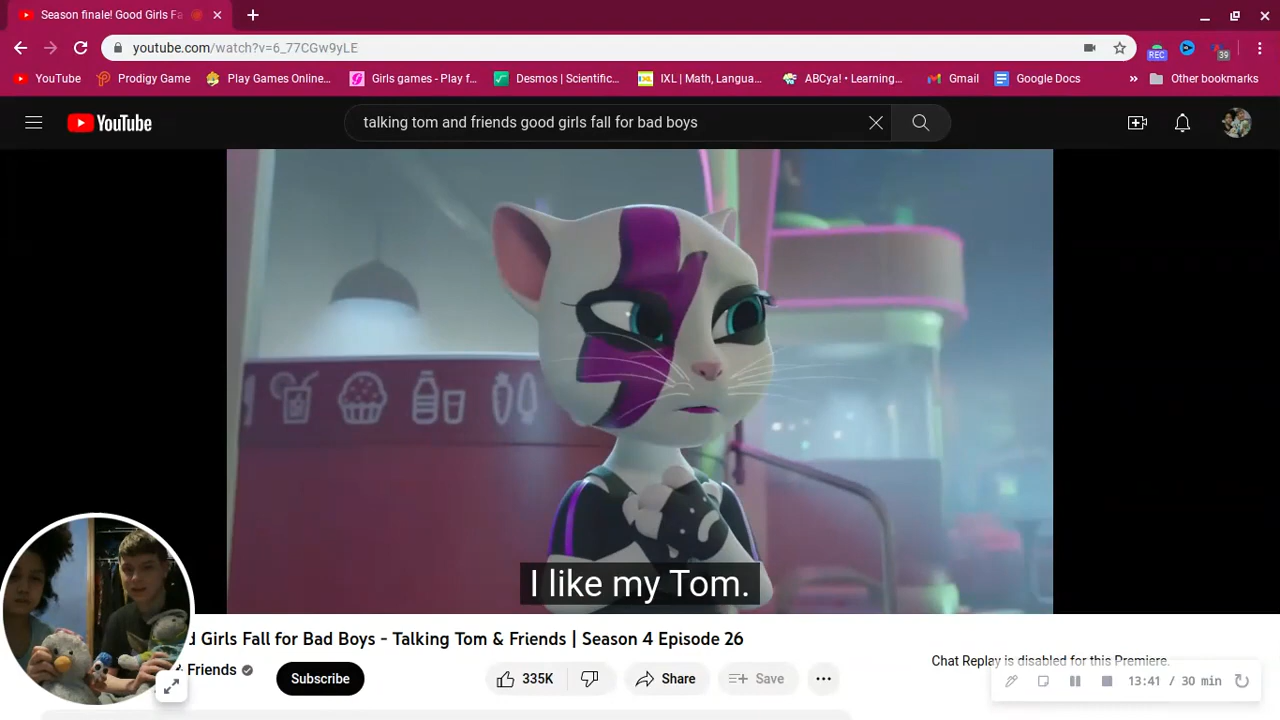 Season finale! Good Girls Fa
youtube.com/watch?v=6_77CGw9yLE
REC
39
YouTube
Prodigy Game
Play Games Online...
Girls games - Play f...
Desmos | Scientific...
IXL | Math, Langua...
ABCya! • Learning...
Gmail
Google Docs
»
Other bookmarks
YouTube
talking tom and friends good girls fall for bad boys
I like my Tom.
d Girls Fall for Bad Boys - Talking Tom & Friends | Season 4 Episode 26
& Friends
Subscribe
335K
Share
Save
Chat Replay is disabled for this Premiere.
13:41 / 30 min